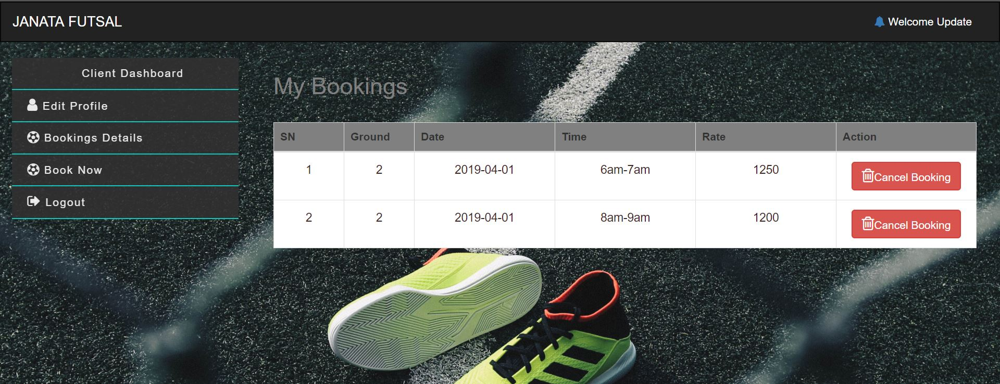 JANATA FUTSAL
Welcome Update
Client Dashboard
Edit Profile
Bookings Details
Book Now
Logout
My Bookings
SN Ground Date Time Rate Action
1 2 2019-04-01 6am-7am 1250 Cancel Booking
2 2 2019-04-01 8am-9am 1200 Cancel Booking